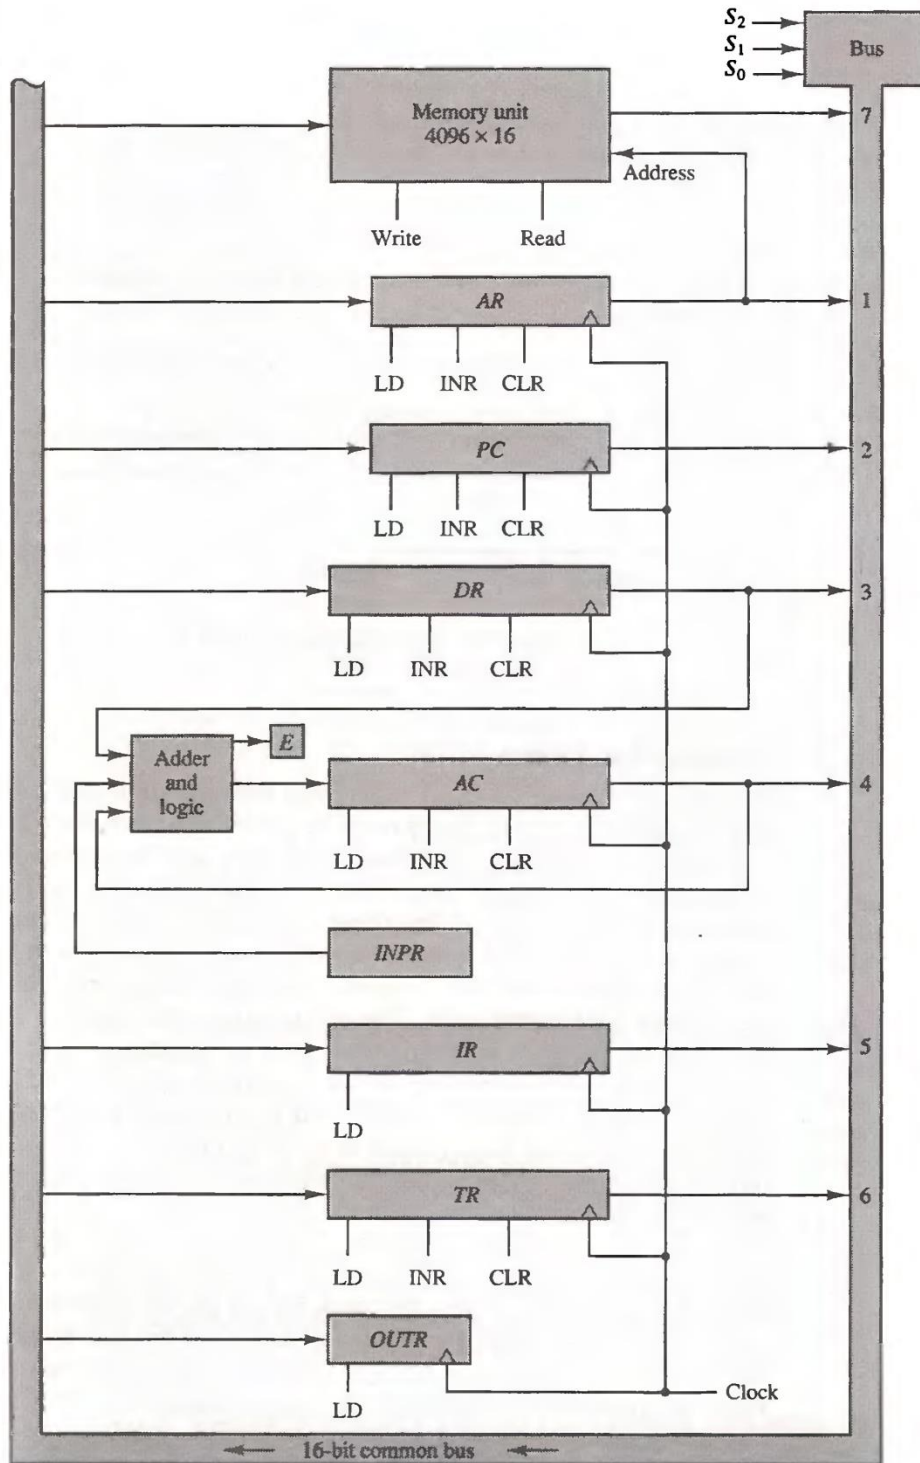 S2
S1
S0
Bus
Memory unit
4096 × 16
7
Address
Write
Read
AR
1
LD
INR
CLR
PC
2
LD
INR
CLR
DR
3
LD
INR
CLR
Adder
and
logic
E
AC
4
LD
INR
CLR
INPR
IR
5
LD
TR
6
LD
INR
CLR
OUTR
LD
Clock
16-bit common bus